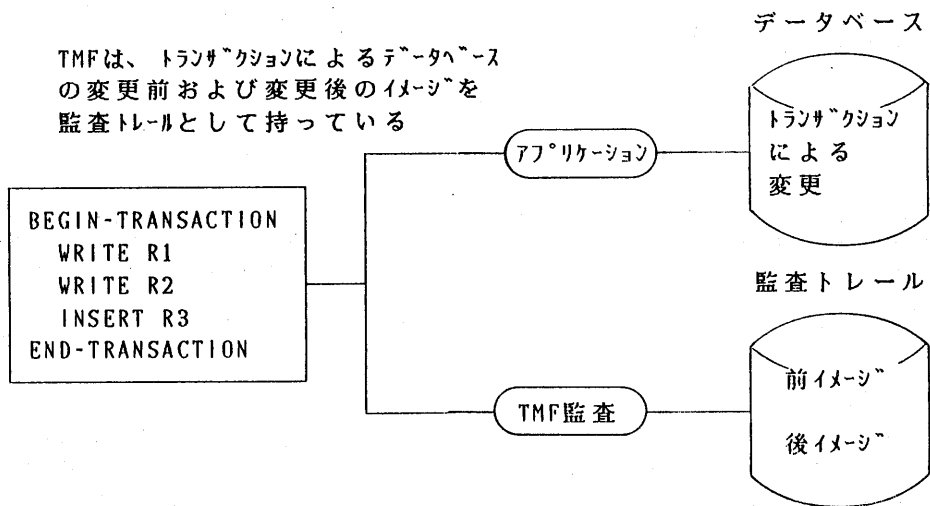 データベース
TMFは、ﾄﾗﾝｻﾞｸｼｮﾝによるﾃﾞｰﾀﾍﾞｰｽ
の変更前および変更後のｲﾒｰｼﾞを
監査ﾄﾚｰﾙとして持っている
ｱﾌﾟﾘｹｰｼｮﾝ
ﾄﾗﾝｻﾞｸｼｮﾝ
による
変更
BEGIN-TRANSACTION
WRITE R1
WRITE R2
INSERT R3
END-TRANSACTION
監査トレール
TMF監査
前ｲﾒｰｼﾞ
後ｲﾒｰｼﾞ